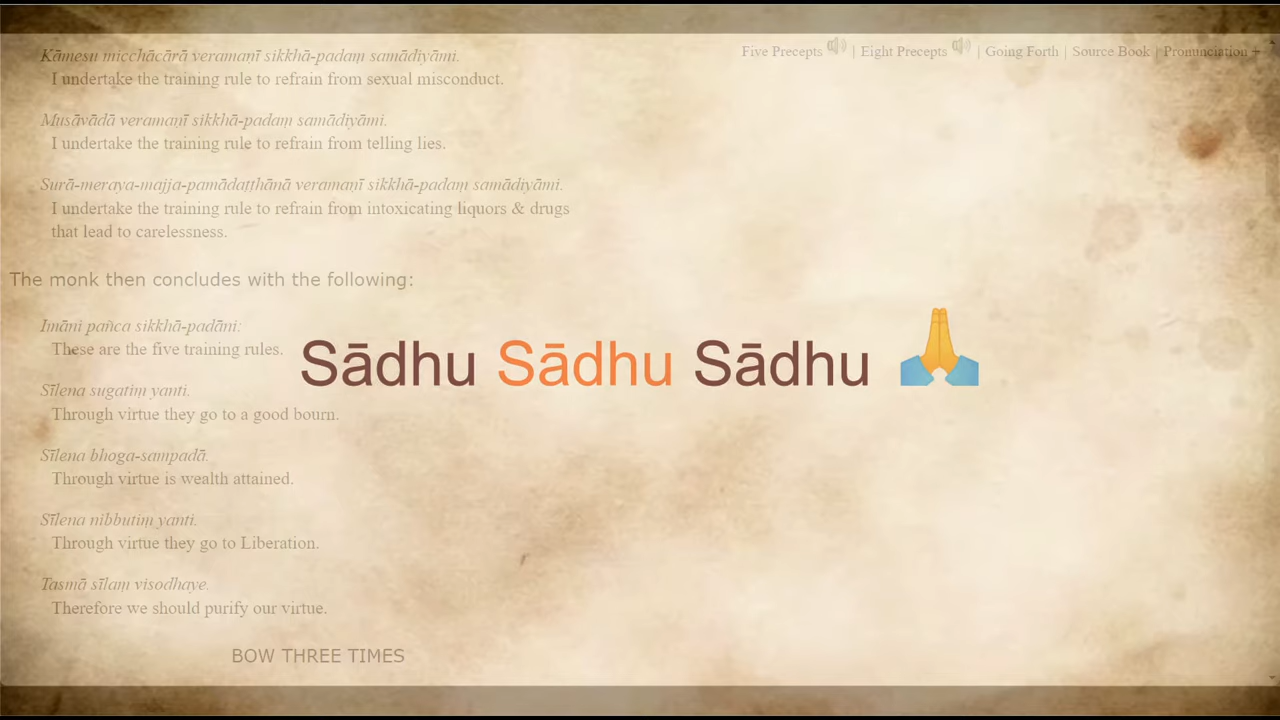 Five Precepts | Eight Precepts | Going Forth | Source Book | Pronunciation +
Kāmesu micchācārā veramaṇī sikkhā-padaṃ samādiyāmi.
I undertake the training rule to refrain from sexual misconduct.
Musāvādā veramaṇī sikkhā-padaṃ samādiyāmi.
I undertake the training rule to refrain from telling lies.
Surā-meraya-majja-pamādaṭṭhānā veramaṇī sikkhā-padaṃ samādiyāmi.
I undertake the training rule to refrain from intoxicating liquors & drugs
that lead to carelessness.
The monk then concludes with the following:
Imāni pañca sikkhā-padāni:
These are the five training rules.
Sādhu Sādhu Sādhu 🙏
Sīlena sugatiṃ yanti.
Through virtue they go to a good bourn.
Sīlena bhoga-sampadā.
Through virtue is wealth attained.
Sīlena nibbutiṃ yanti.
Through virtue they go to Liberation.
Tasmā sīlaṃ visodhaye.
Therefore we should purify our virtue.
BOW THREE TIMES